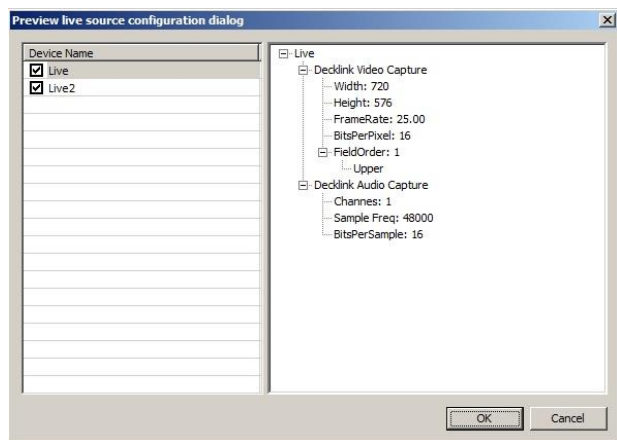 Preview live source configuration dialog
Device Name
Live
Live2
Live
Decklink Video Capture
Width: 720
Height: 576
FrameRate: 25.00
BitsPerPixel: 16
FieldOrder: 1
Upper
Decklink Audio Capture
Channes: 1
Sample Freq: 48000
BitsPerSample: 16
OK
Cancel